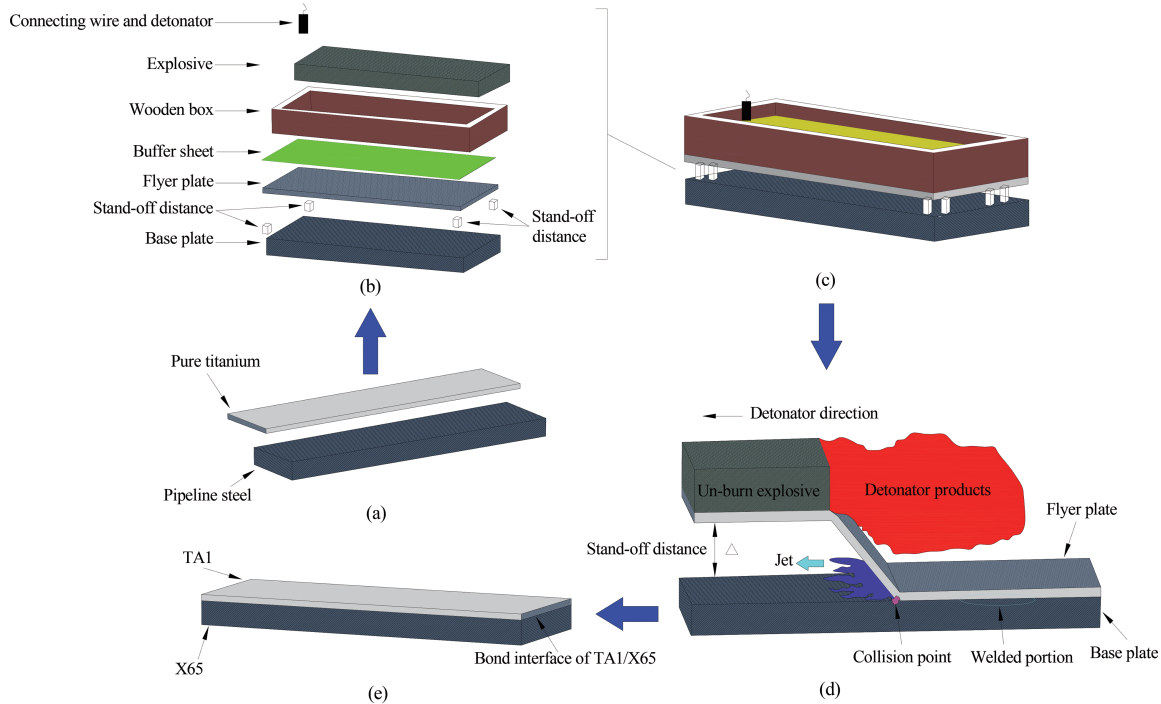 (b)
Connecting wire and detonator
Explosive
Wooden box
Buffer sheet
Flyer plate
Stand-off distance
Base plate
Stand-off
distance
(b)
(c)
Pure titanium
Pipeline steel
(a)
Detonator direction
Un-burn explosive
Detonator products
Flyer plate
Stand-off distance △
Jet
Collision point
Welded portion
Base plate
(d)
TA1
X65
Bond interface of TA1/X65
(e)